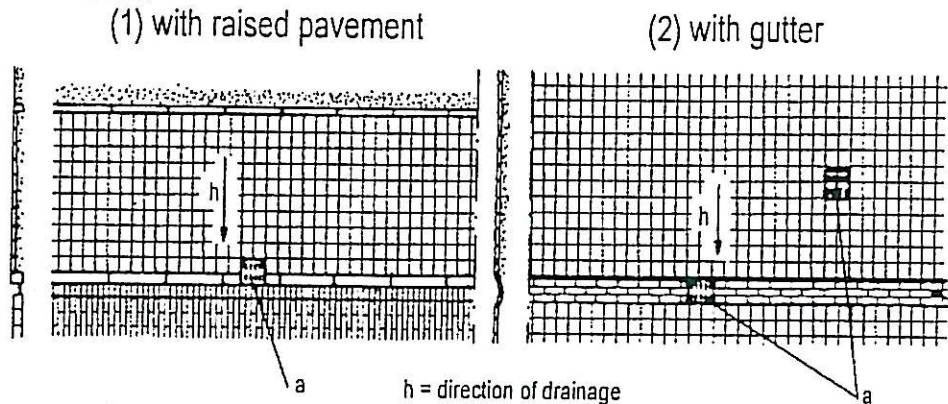 (1) with raised pavement
(2) with gutter
h
h
a
h = direction of drainage
a